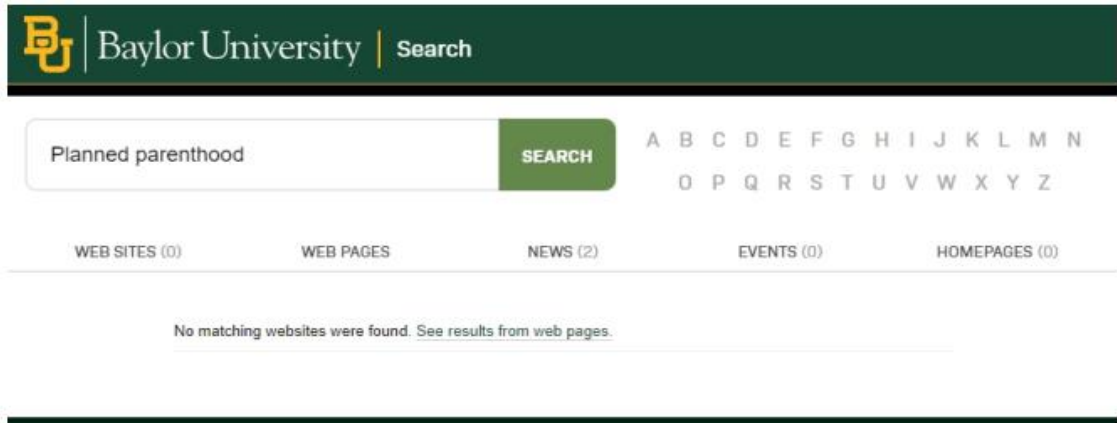 BU Baylor University | Search
Planned parenthood
SEARCH
A B C D E F G H I J K L M N
O P Q R S T U V W X Y Z
WEB SITES (0) WEB PAGES NEWS (2) EVENTS (0) HOMEPAGES (0)
No matching websites were found. See results from web pages.